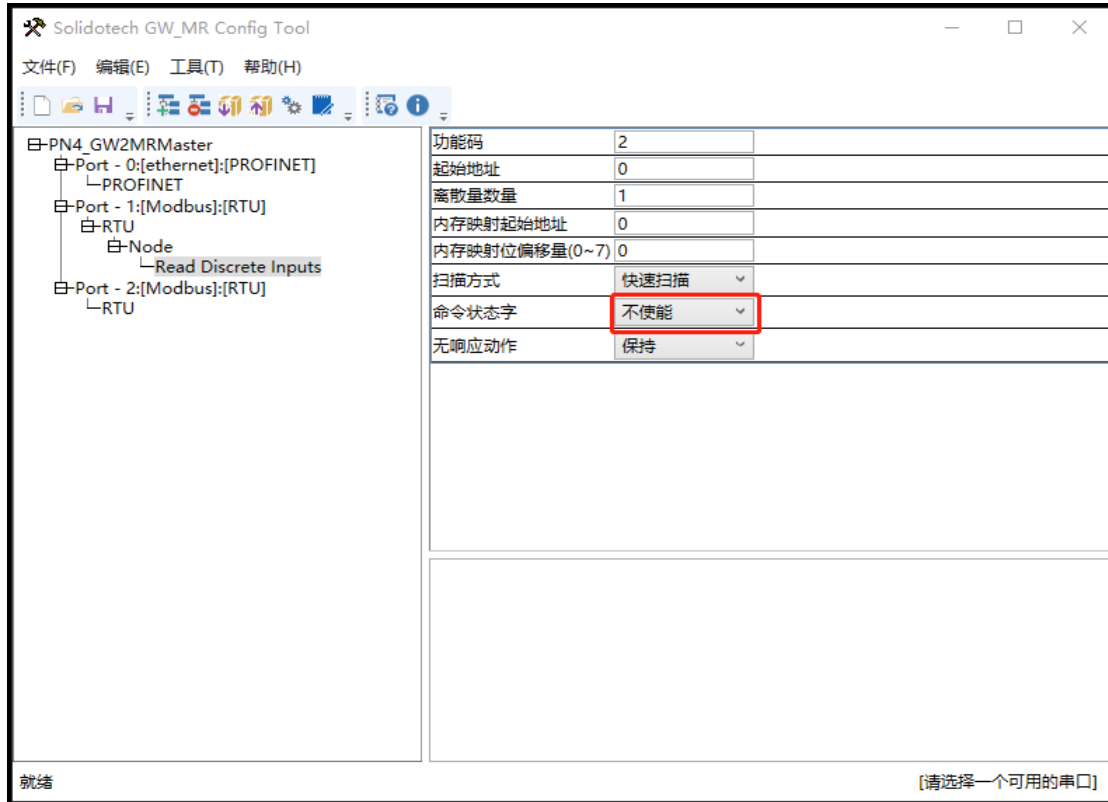 Solidotech GW_MR Config Tool
文件(F) 编辑(E) 工具(T) 帮助(H)
PN4_GW2MRMaster
Port - 0:[ethernet]:[PROFINET]
PROFINET
Port - 1:[Modbus]:[RTU]
RTU
Node
Read Discrete Inputs
Port - 2:[Modbus]:[RTU]
RTU
功能码 2
起始地址 0
离散量数量 1
内存映射起始地址 0
内存映射位偏移量(0~7) 0
扫描方式 快速扫描
命令状态字 不使能
无响应动作 保持
就绪 [请选择一个可用的串口]